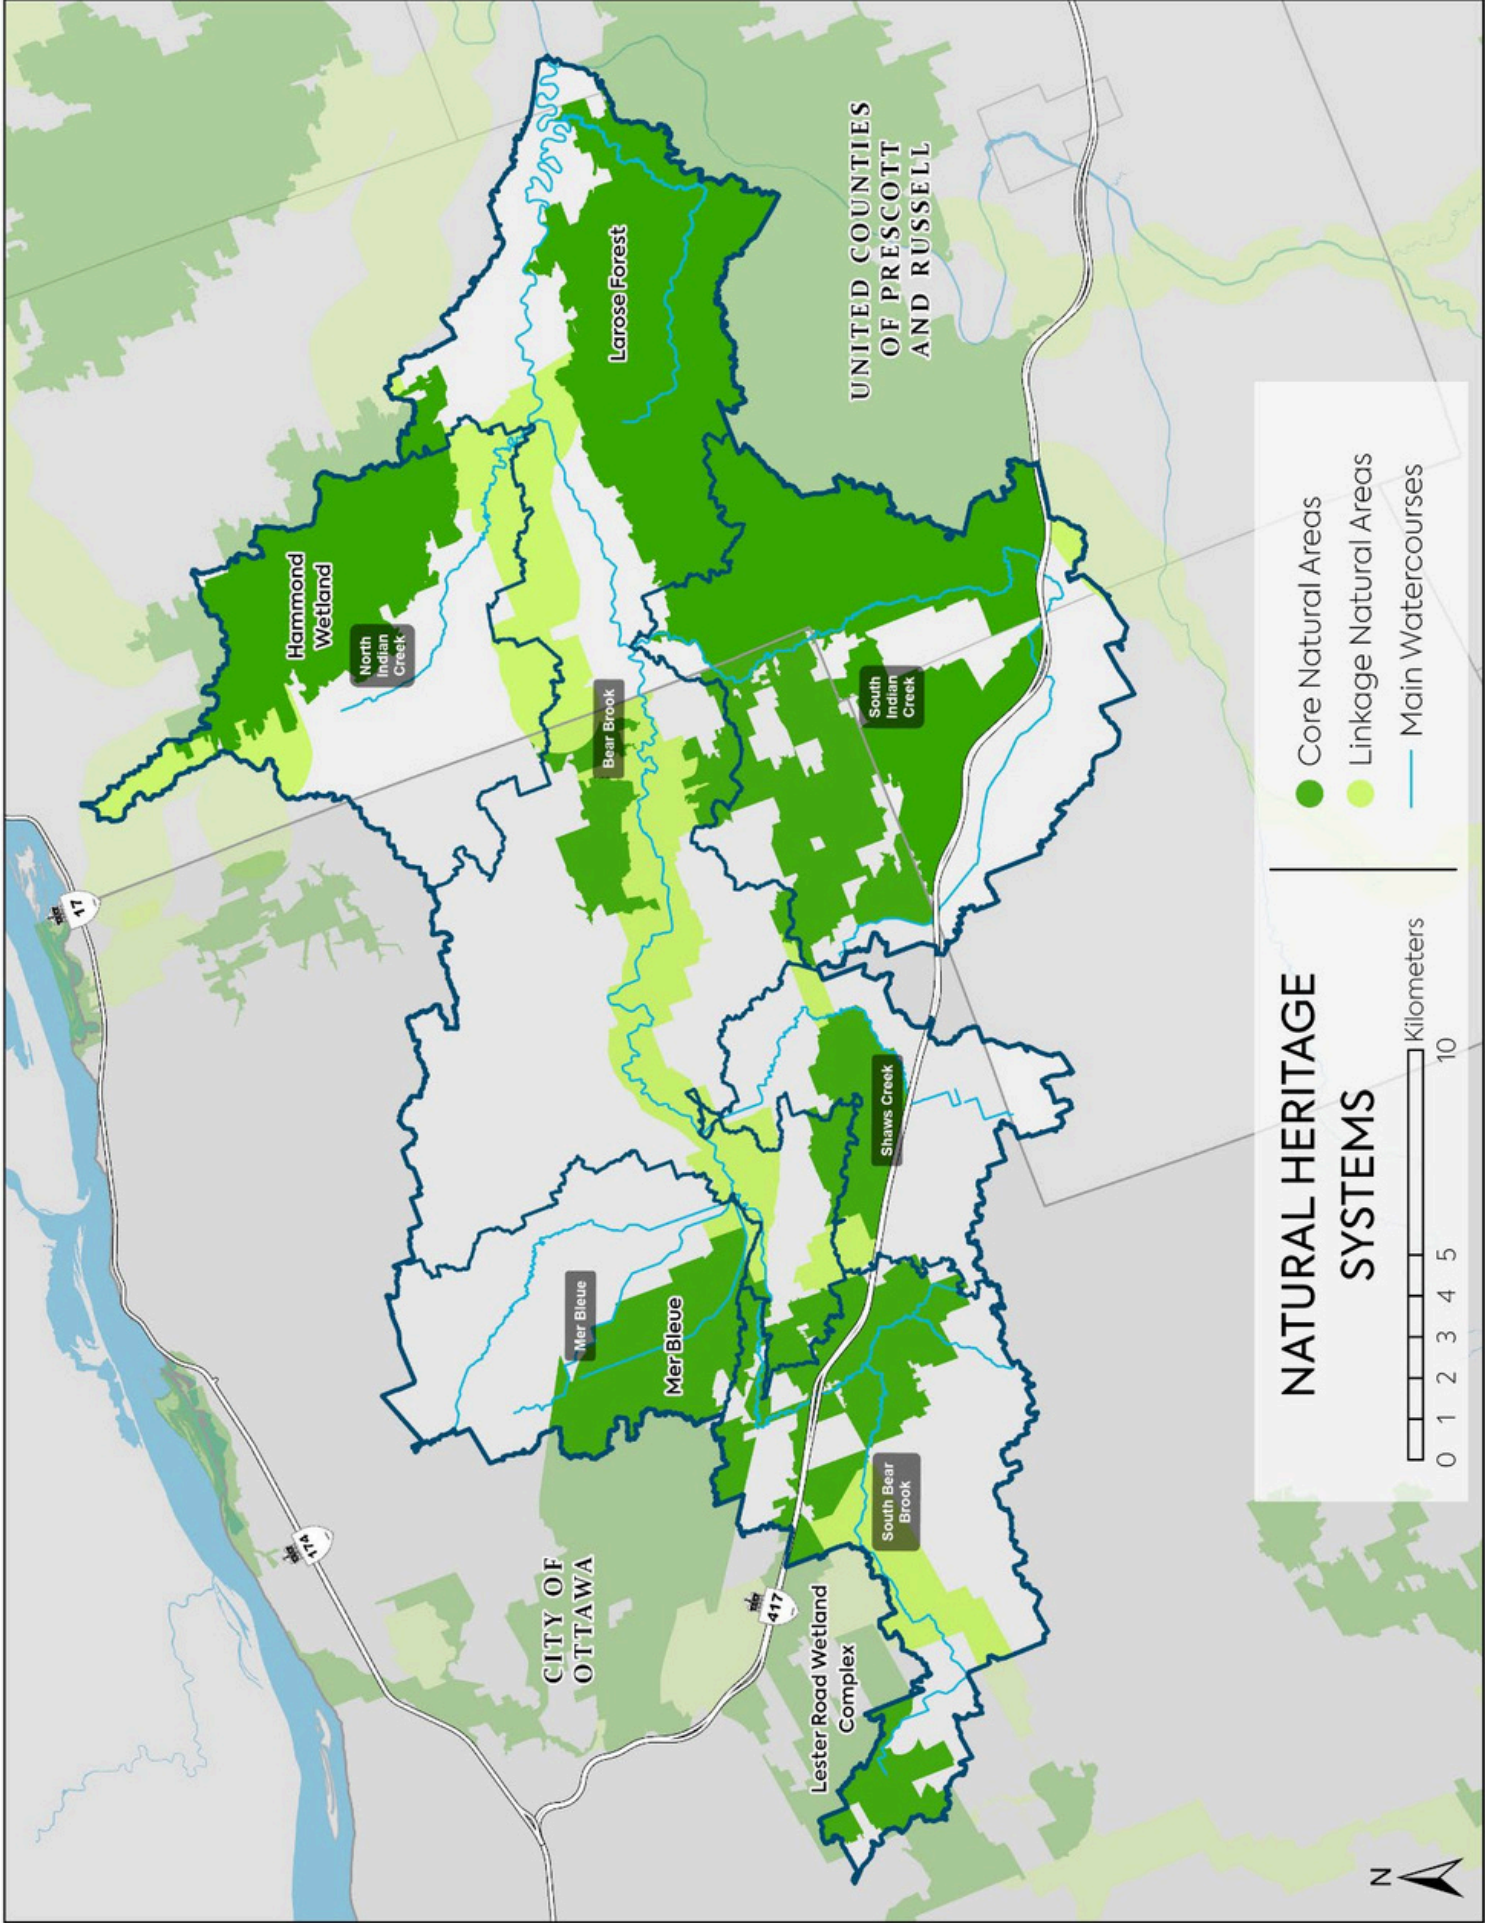 17
174
417
CITY OF
OTTAWA
UNITED COUNTIES
OF PRESCOTT
AND RUSSELL
Hammond
Wetland
North
Indian
Creek
Larose Forest
Bear Brook
South
Indian
Creek
Mer Bleue
Mer Bleue
Shaws Creek
South Bear
Brook
Lester Road Wetland
Complex
N
NATURAL HERITAGE
SYSTEMS
0 1 2 3 4 5 10
Kilometers
Core Natural Areas
Linkage Natural Areas
Main Watercourses